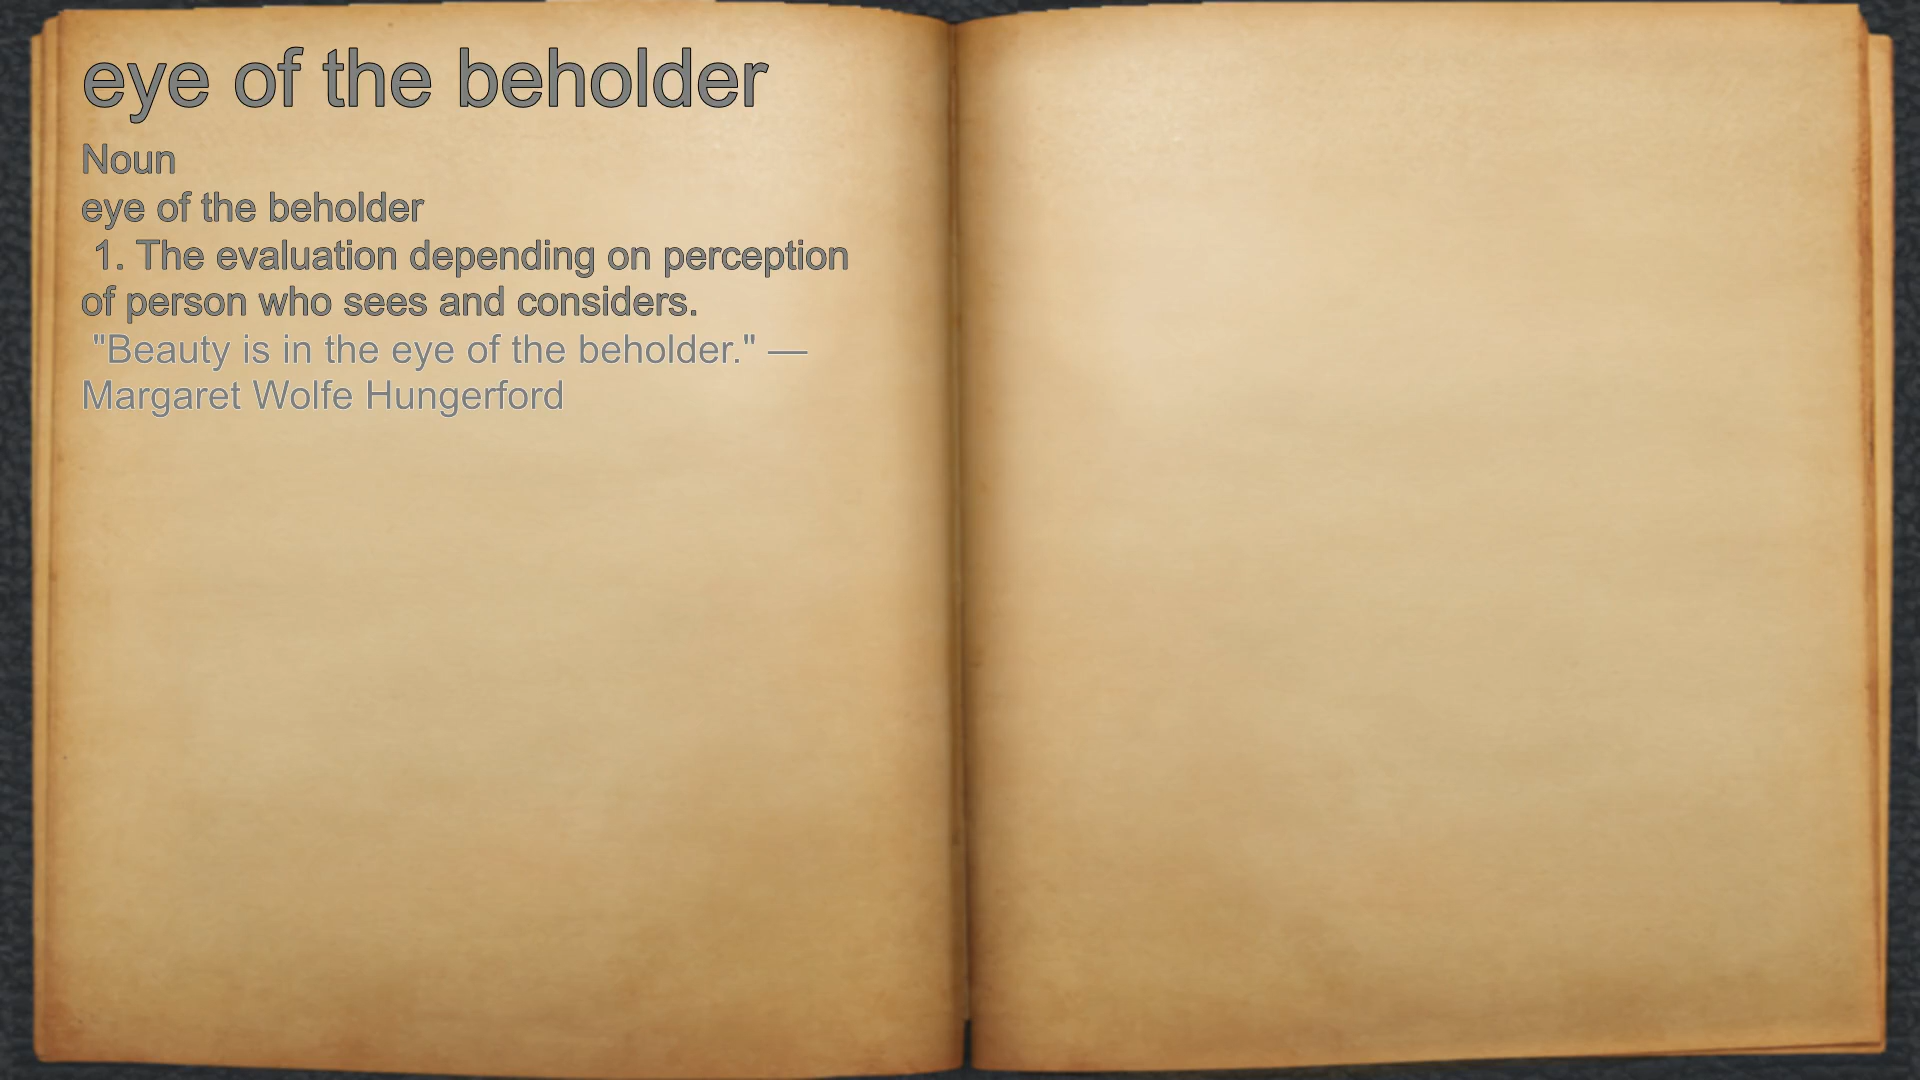 eye of the beholder
Noun
eye of the beholder
1. The evaluation depending on perception
of person who sees and considers.
"Beauty is in the eye of the beholder." —
Margaret Wolfe Hungerford